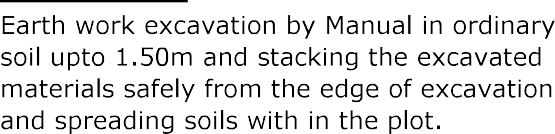 Earth work excavation by Manual in ordinary
soil upto 1.50m and stacking the excavated
materials safely from the edge of excavation
and spreading soils with in the plot.